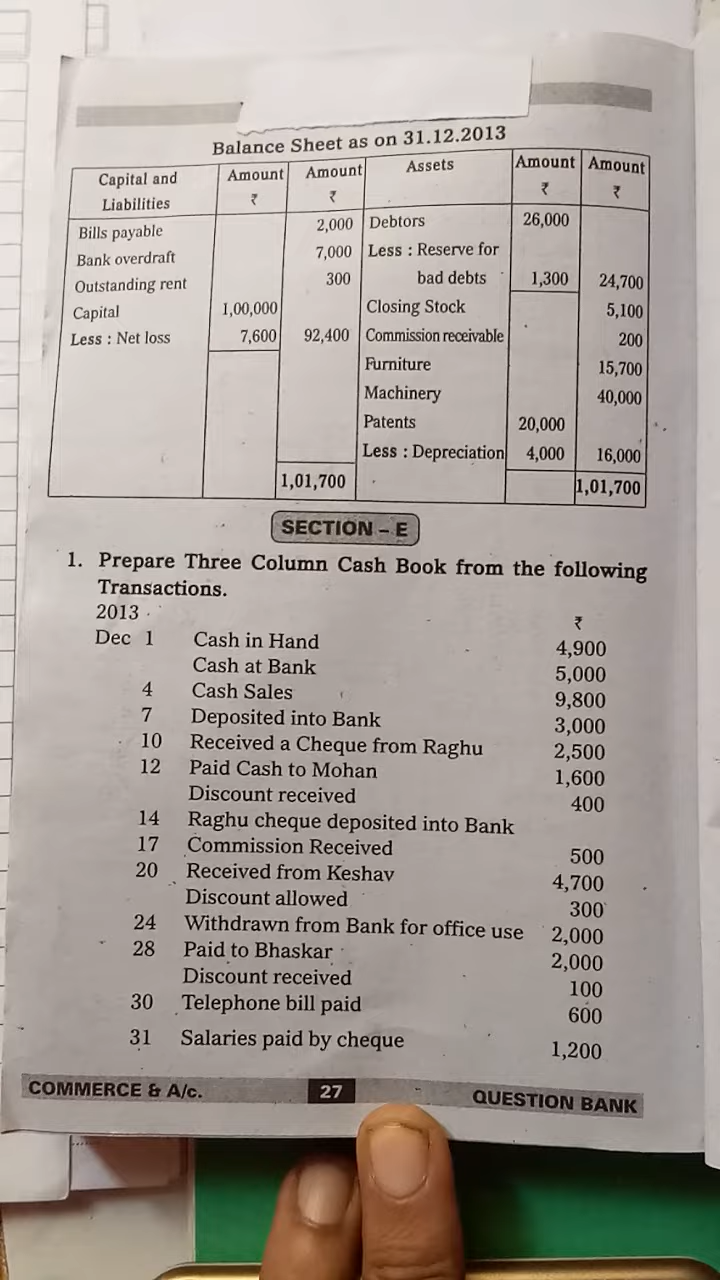 Balance Sheet as on 31.12.2013
Capital and Liabilities | Amount ₹ | Amount ₹ | Assets | Amount ₹ | Amount ₹
Bills payable | | 2,000 | Debtors | 26,000 |
Bank overdraft | | 7,000 | Less : Reserve for | |
Outstanding rent | | 300 | bad debts | 1,300 | 24,700
Capital | 1,00,000 | | Closing Stock | | 5,100
Less : Net loss | 7,600 | 92,400 | Commission receivable | | 200
Furniture | | 15,700
Machinery | | 40,000
Patents | 20,000 |
Less : Depreciation | 4,000 | 16,000
1,01,700 | | | 1,01,700
SECTION – E
1. Prepare Three Column Cash Book from the following
Transactions.
2013 ₹
Dec 1 Cash in Hand 4,900
Cash at Bank 5,000
4 Cash Sales 9,800
7 Deposited into Bank 3,000
10 Received a Cheque from Raghu 2,500
12 Paid Cash to Mohan 1,600
Discount received 400
14 Raghu cheque deposited into Bank
17 Commission Received 500
20 Received from Keshav 4,700
Discount allowed 300
24 Withdrawn from Bank for office use 2,000
28 Paid to Bhaskar 2,000
Discount received 100
30 Telephone bill paid 600
31 Salaries paid by cheque 1,200
COMMERCE & A/c. 27 QUESTION BANK